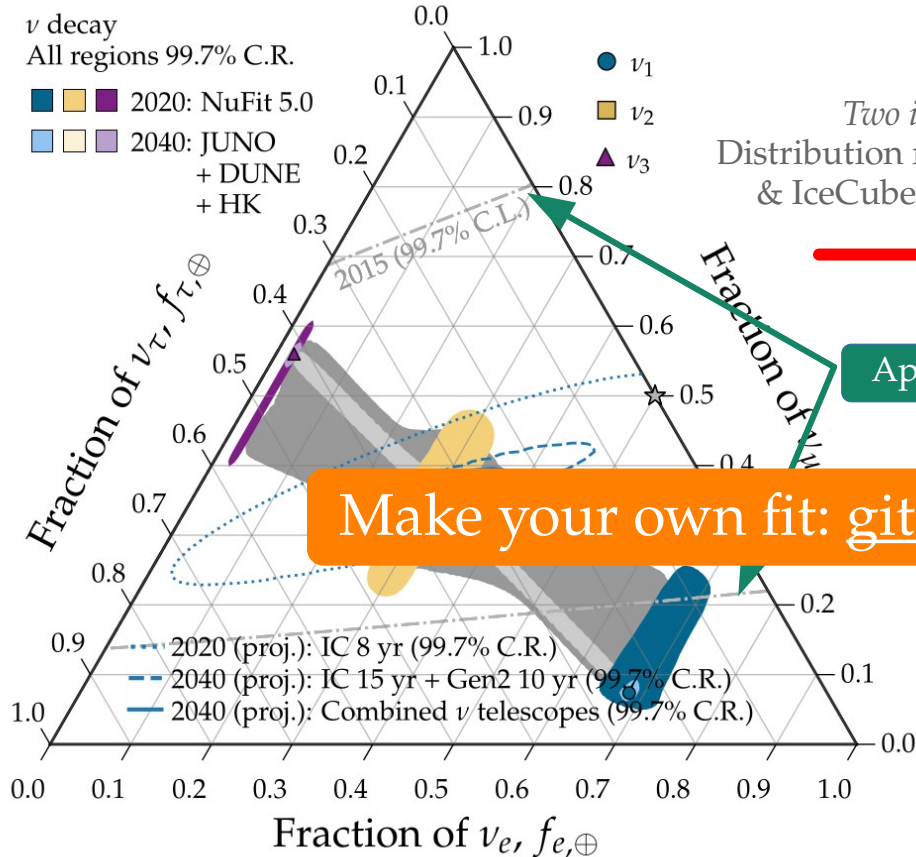 ν decay
All regions 99.7% C.R.
2020: NuFit 5.0
2040: JUNO
+ DUNE
+ HK
ν1
ν2
ν3
Two i
Distribution
& IceCube
2015 (99.7% C.L.)
Fraction of ντ, fτ,⊕
Fraction of νμ
Ap
Make your own fit: git
2020 (proj.): IC 8 yr (99.7% C.R.)
2040 (proj.): IC 15 yr + Gen2 10 yr (99.7% C.R.)
2040 (proj.): Combined ν telescopes (99.7% C.R.)
0.0
0.1
0.2
0.3
0.4
0.5
0.6
0.7
0.8
0.9
1.0
1.0
0.9
0.8
0.7
0.6
0.5
0.4
0.2
0.1
0.0
0.0 0.1 0.2 0.3 0.4 0.5 0.6 0.7 0.8 0.9 1.0
Fraction of νe, fe,⊕